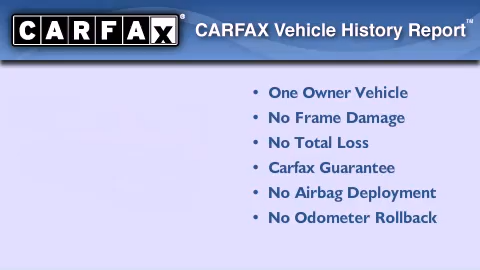 CARFAX® CARFAX Vehicle History Report™
• One Owner Vehicle
• No Frame Damage
• No Total Loss
• Carfax Guarantee
• No Airbag Deployment
• No Odometer Rollback